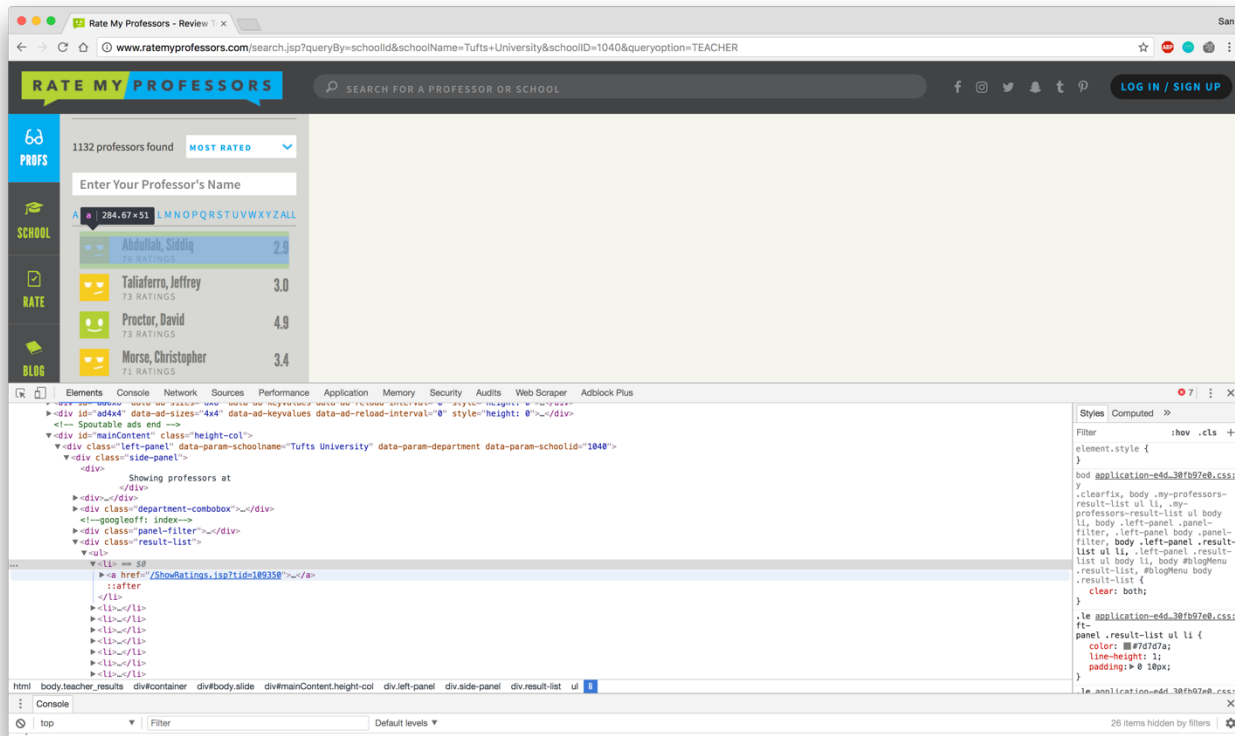 Rate My Professors - Review T
San
www.ratemyprofessors.com/search.jsp?queryBy=schoolId&schoolName=Tufts+University&schoolID=1040&queryoption=TEACHER
ABP
RATE MY PROFESSORS
SEARCH FOR A PROFESSOR OR SCHOOL
LOG IN / SIGN UP
PROFS
SCHOOL
RATE
BLOG
1132 professors found MOST RATED
Enter Your Professor's Name
A a | 284.67×51 L M N O P Q R S T U V W X Y Z ALL
Abdullah, Siddiq 2.9
76 RATINGS
Taliaferro, Jeffrey 3.0
73 RATINGS
Proctor, David 4.9
73 RATINGS
Morse, Christopher 3.4
71 RATINGS
Elements Console Network Sources Performance Application Memory Security Audits Web Scraper Adblock Plus 7
<div id="ad4x4" data-ad-sizes="4x4" data-ad-keyvalues data-ad-reload-interval="0" style="height: 0">…</div>
<!-- Spoutable ads end -->
<div id="mainContent" class="height-col">
<div class="left-panel" data-param-schoolname="Tufts University" data-param-department data-param-schoolid="1040">
<div class="side-panel">
<div>
Showing professors at
</div>
<div>…</div>
<div class="department-combobox">…</div>
<!--googleoff: index-->
<div class="panel-filter">…</div>
<div class="result-list">
<ul>
... <li> == $0
<a href="/ShowRatings.jsp?tid=109350">…</a>
::after
</li>
<li>…</li>
<li>…</li>
<li>…</li>
<li>…</li>
<li>…</li>
<li>…</li>
<li>…</li>
html body.teacher_results div#container div#body.slide div#mainContent.height-col div.left-panel div.side-panel div.result-list ul li
Styles Computed »
Filter :hov .cls +
element.style {
}
bod application-e4d…30fb97e0.css:
y
.clearfix, body .my-professors-
result-list ul li, .my-
professors-result-list ul body
li, body .left-panel .panel-
filter, .left-panel body .panel-
filter, body .left-panel .result-
list ul li, .left-panel .result-
list ul body li, body #blogMenu
.result-list, #blogMenu body
.result-list {
clear: both;
}
.le application-e4d…30fb97e0.css:
ft-
panel .result-list ul li {
color: #7d7d7a;
line-height: 1;
padding: 0 10px;
}
.le application-e4d…30fb97e0.css:
Console
top Filter Default levels 26 items hidden by filters